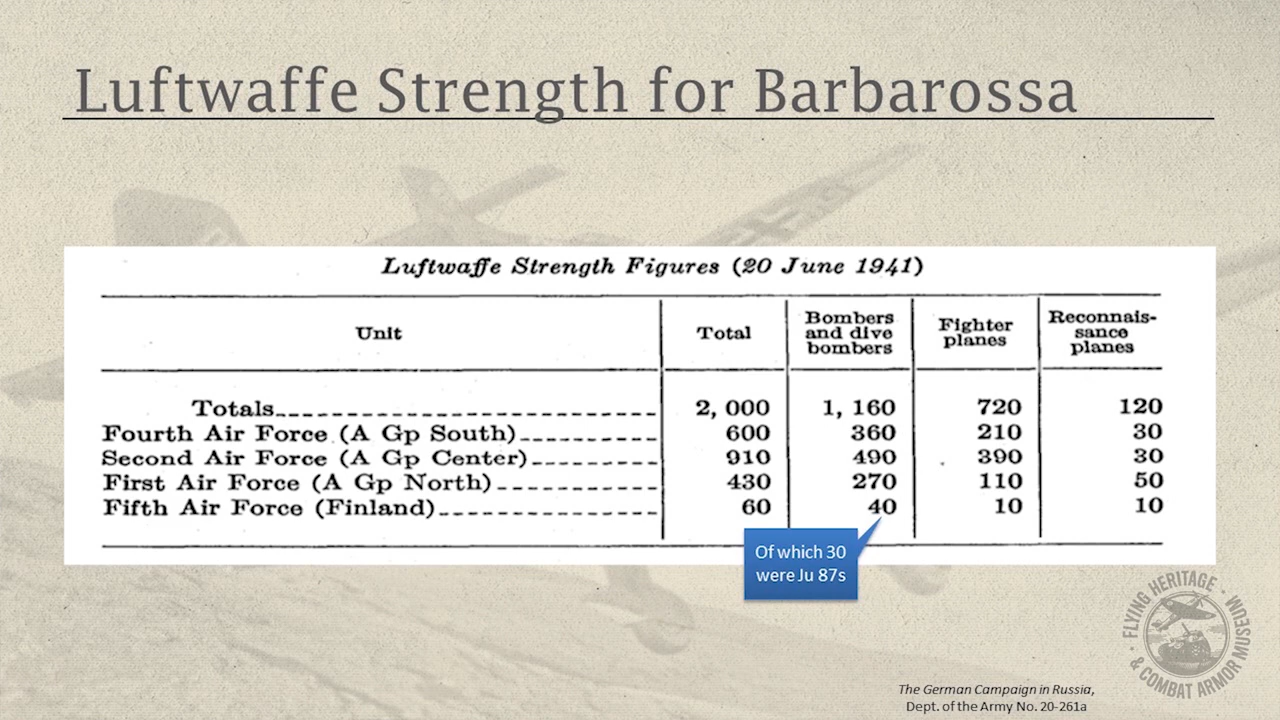 Luftwaffe Strength for Barbarossa
Luftwaffe Strength Figures (20 June 1941)
Unit Total Bombers and dive bombers Fighter planes Reconnais-sance planes
Totals 2, 000 1, 160 720 120
Fourth Air Force (A Gp South) 600 360 210 30
Second Air Force (A Gp Center) 910 490 390 30
First Air Force (A Gp North) 430 270 110 50
Fifth Air Force (Finland) 60 40 10 10
Of which 30
were Ju 87s
FLYING HERITAGE
& COMBAT ARMOR MUSEUM
The German Campaign in Russia,
Dept. of the Army No. 20-261a